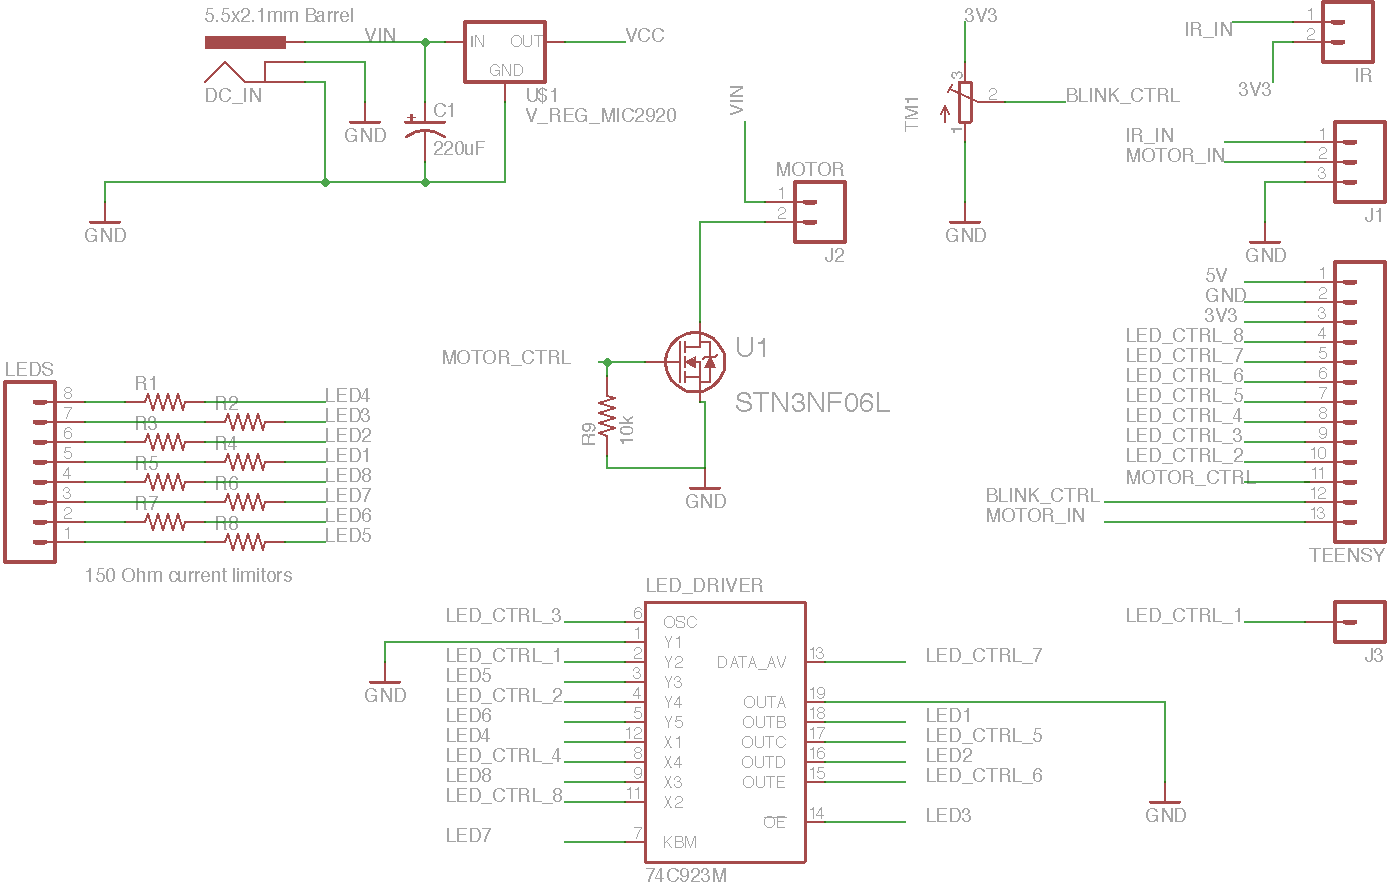 5.5x2.1mm Barrel
VIN
IN
OUT
GND
VCC
DC_IN
GND
C1
220uF
U$1
V_REG_MIC2920
GND
VIN
MOTOR
1
2
J2
3V3
TM1
3
2
1
BLINK_CTRL
GND
IR_IN
1
2
3V3
IR
IR_IN
1
MOTOR_IN
2
3
J1
GND
5V
1
GND
2
3V3
3
LED_CTRL_8
4
LED_CTRL_7
5
LED_CTRL_6
6
LED_CTRL_5
7
LED_CTRL_4
8
LED_CTRL_3
9
LED_CTRL_2
10
MOTOR_CTRL
11
BLINK_CTRL
12
MOTOR_IN
13
TEENSY
LED_CTRL_1
J3
MOTOR_CTRL
U1
STN3NF06L
R9
10k
GND
LEDS
8
R1
LED4
7
R2
LED3
6
R3
LED2
5
R4
LED1
4
R5
LED8
3
R6
LED7
2
R7
LED6
1
R8
LED5
150 Ohm current limitors
LED_DRIVER
LED_CTRL_3
6
OSC
1
Y1
GND
LED_CTRL_1
2
Y2
LED5
3
Y3
LED_CTRL_2
4
Y4
LED6
5
Y5
LED4
12
X1
LED_CTRL_4
8
X4
LED8
9
X3
LED_CTRL_8
11
X2
LED7
7
KBM
DATA_AV
13
LED_CTRL_7
OUTA
19
OUTB
18
LED1
OUTC
17
LED_CTRL_5
OUTD
16
LED2
OUTE
15
LED_CTRL_6
OE
14
LED3
GND
74C923M